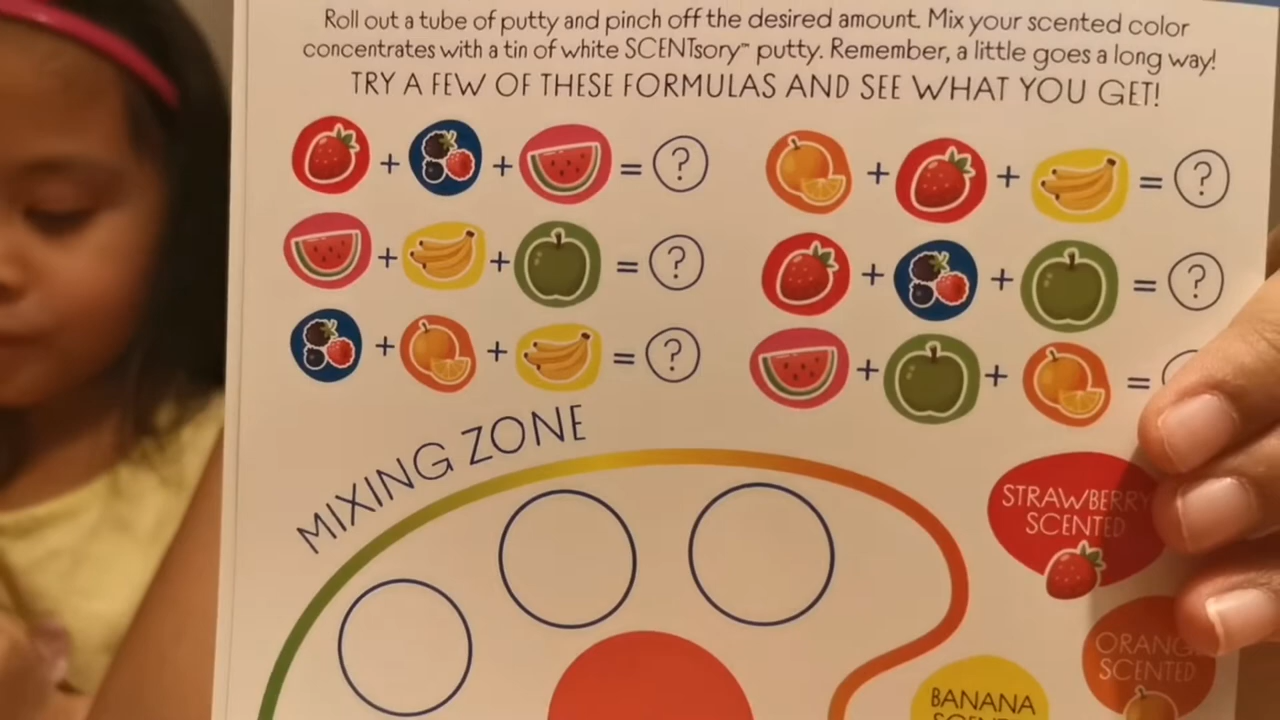 Roll out a tube of putty and pinch off the desired amount. Mix your scented color
concentrates with a tin of white SCENTsory™ putty. Remember, a little goes a long way!
TRY A FEW OF THESE FORMULAS AND SEE WHAT YOU GET!
+ + = ?
+ + = ?
+ + = ?
+ + = ?
+ + = ?
+ + =
MIXING ZONE
STRAWBERRY
SCENTED
SCENTED
BANANA